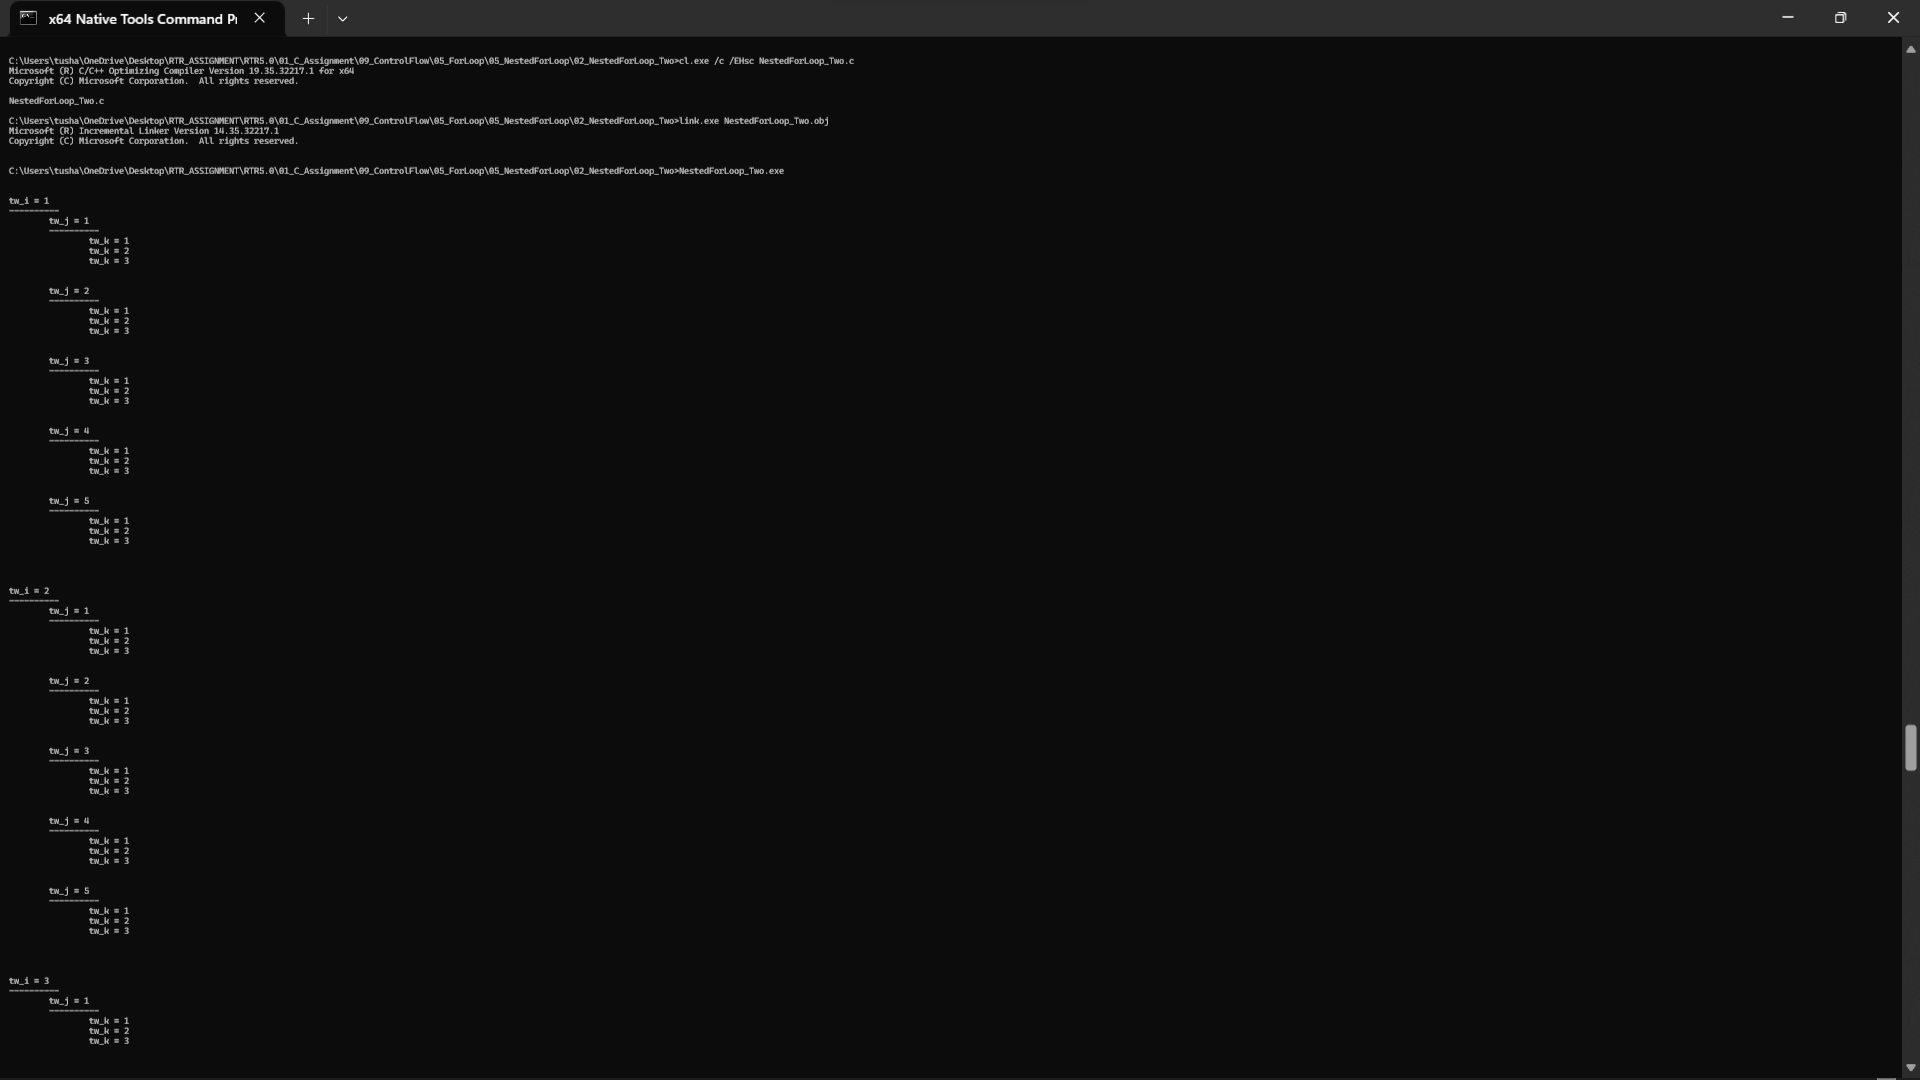 x64 Native Tools Command Pr
C:\Users\tusha\OneDrive\Desktop\RTR_ASSIGNMENT\RTR5.0\01_C_Assignment\09_ControlFlow\05_ForLoop\05_NestedForLoop\02_NestedForLoop_Two>cl.exe /c /EHsc NestedForLoop_Two.c
Microsoft (R) C/C++ Optimizing Compiler Version 19.35.32217.1 for x64
Copyright (C) Microsoft Corporation.  All rights reserved.
NestedForLoop_Two.c
C:\Users\tusha\OneDrive\Desktop\RTR_ASSIGNMENT\RTR5.0\01_C_Assignment\09_ControlFlow\05_ForLoop\05_NestedForLoop\02_NestedForLoop_Two>link.exe NestedForLoop_Two.obj
Microsoft (R) Incremental Linker Version 14.35.32217.1
Copyright (C) Microsoft Corporation.  All rights reserved.
C:\Users\tusha\OneDrive\Desktop\RTR_ASSIGNMENT\RTR5.0\01_C_Assignment\09_ControlFlow\05_ForLoop\05_NestedForLoop\02_NestedForLoop_Two>NestedForLoop_Two.exe
tw_i = 1
----------
tw_j = 1
----------
tw_k = 1
tw_k = 2
tw_k = 3
tw_j = 2
----------
tw_k = 1
tw_k = 2
tw_k = 3
tw_j = 3
----------
tw_k = 1
tw_k = 2
tw_k = 3
tw_j = 4
----------
tw_k = 1
tw_k = 2
tw_k = 3
tw_j = 5
----------
tw_k = 1
tw_k = 2
tw_k = 3
tw_i = 2
----------
tw_j = 1
----------
tw_k = 1
tw_k = 2
tw_k = 3
tw_j = 2
----------
tw_k = 1
tw_k = 2
tw_k = 3
tw_j = 3
----------
tw_k = 1
tw_k = 2
tw_k = 3
tw_j = 4
----------
tw_k = 1
tw_k = 2
tw_k = 3
tw_j = 5
----------
tw_k = 1
tw_k = 2
tw_k = 3
tw_i = 3
----------
tw_j = 1
----------
tw_k = 1
tw_k = 2
tw_k = 3